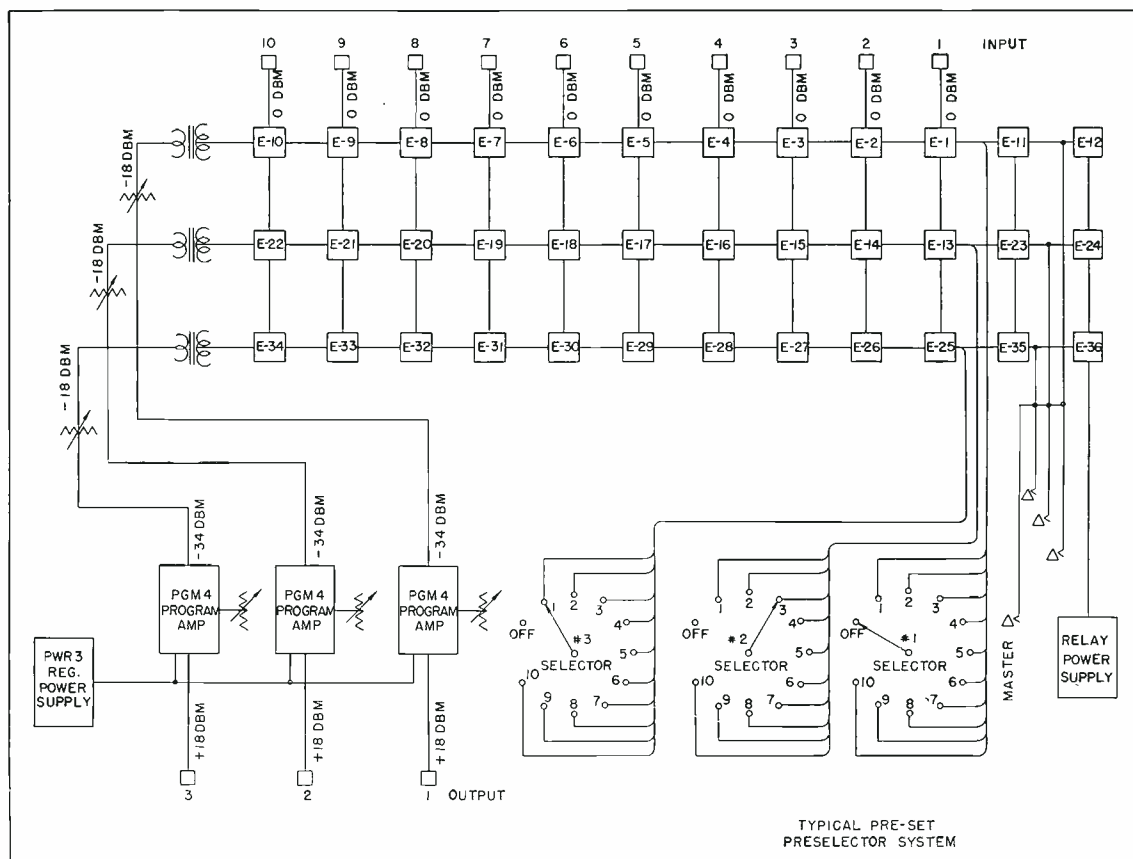 10 9 8 7 6 5 4 3 2 1 INPUT
0 DBM 0 DBM 0 DBM 0 DBM 0 DBM 0 DBM 0 DBM 0 DBM 0 DBM 0 DBM
E-10 E-9 E-8 E-7 E-6 E-5 E-4 E-3 E-2 E-1 E-11 E-12
-18 DBM
E-22 E-21 E-20 E-19 E-18 E-17 E-16 E-15 E-14 E-13 E-23 E-24
-18 DBM
E-34 E-33 E-32 E-31 E-30 E-29 E-28 E-27 E-26 E-25 E-35 E-36
-18 DBM
-34 DBM -34 DBM -34 DBM
PGM 4 PROGRAM AMP
PGM 4 PROGRAM AMP
PGM 4 PROGRAM AMP
PWR 3
REG.
POWER
SUPPLY
+18 DBM +18 DBM +18 DBM
3 2 1 OUTPUT
1 2 3 4 5 6 7 8 9 10 OFF
#3
SELECTOR
1 2 3 4 5 6 7 8 9 10 OFF
#2
SELECTOR
1 2 3 4 5 6 7 8 9 10 OFF
#1
SELECTOR
MASTER
RELAY
POWER
SUPPLY
TYPICAL PRE-SET
PRESELECTOR SYSTEM